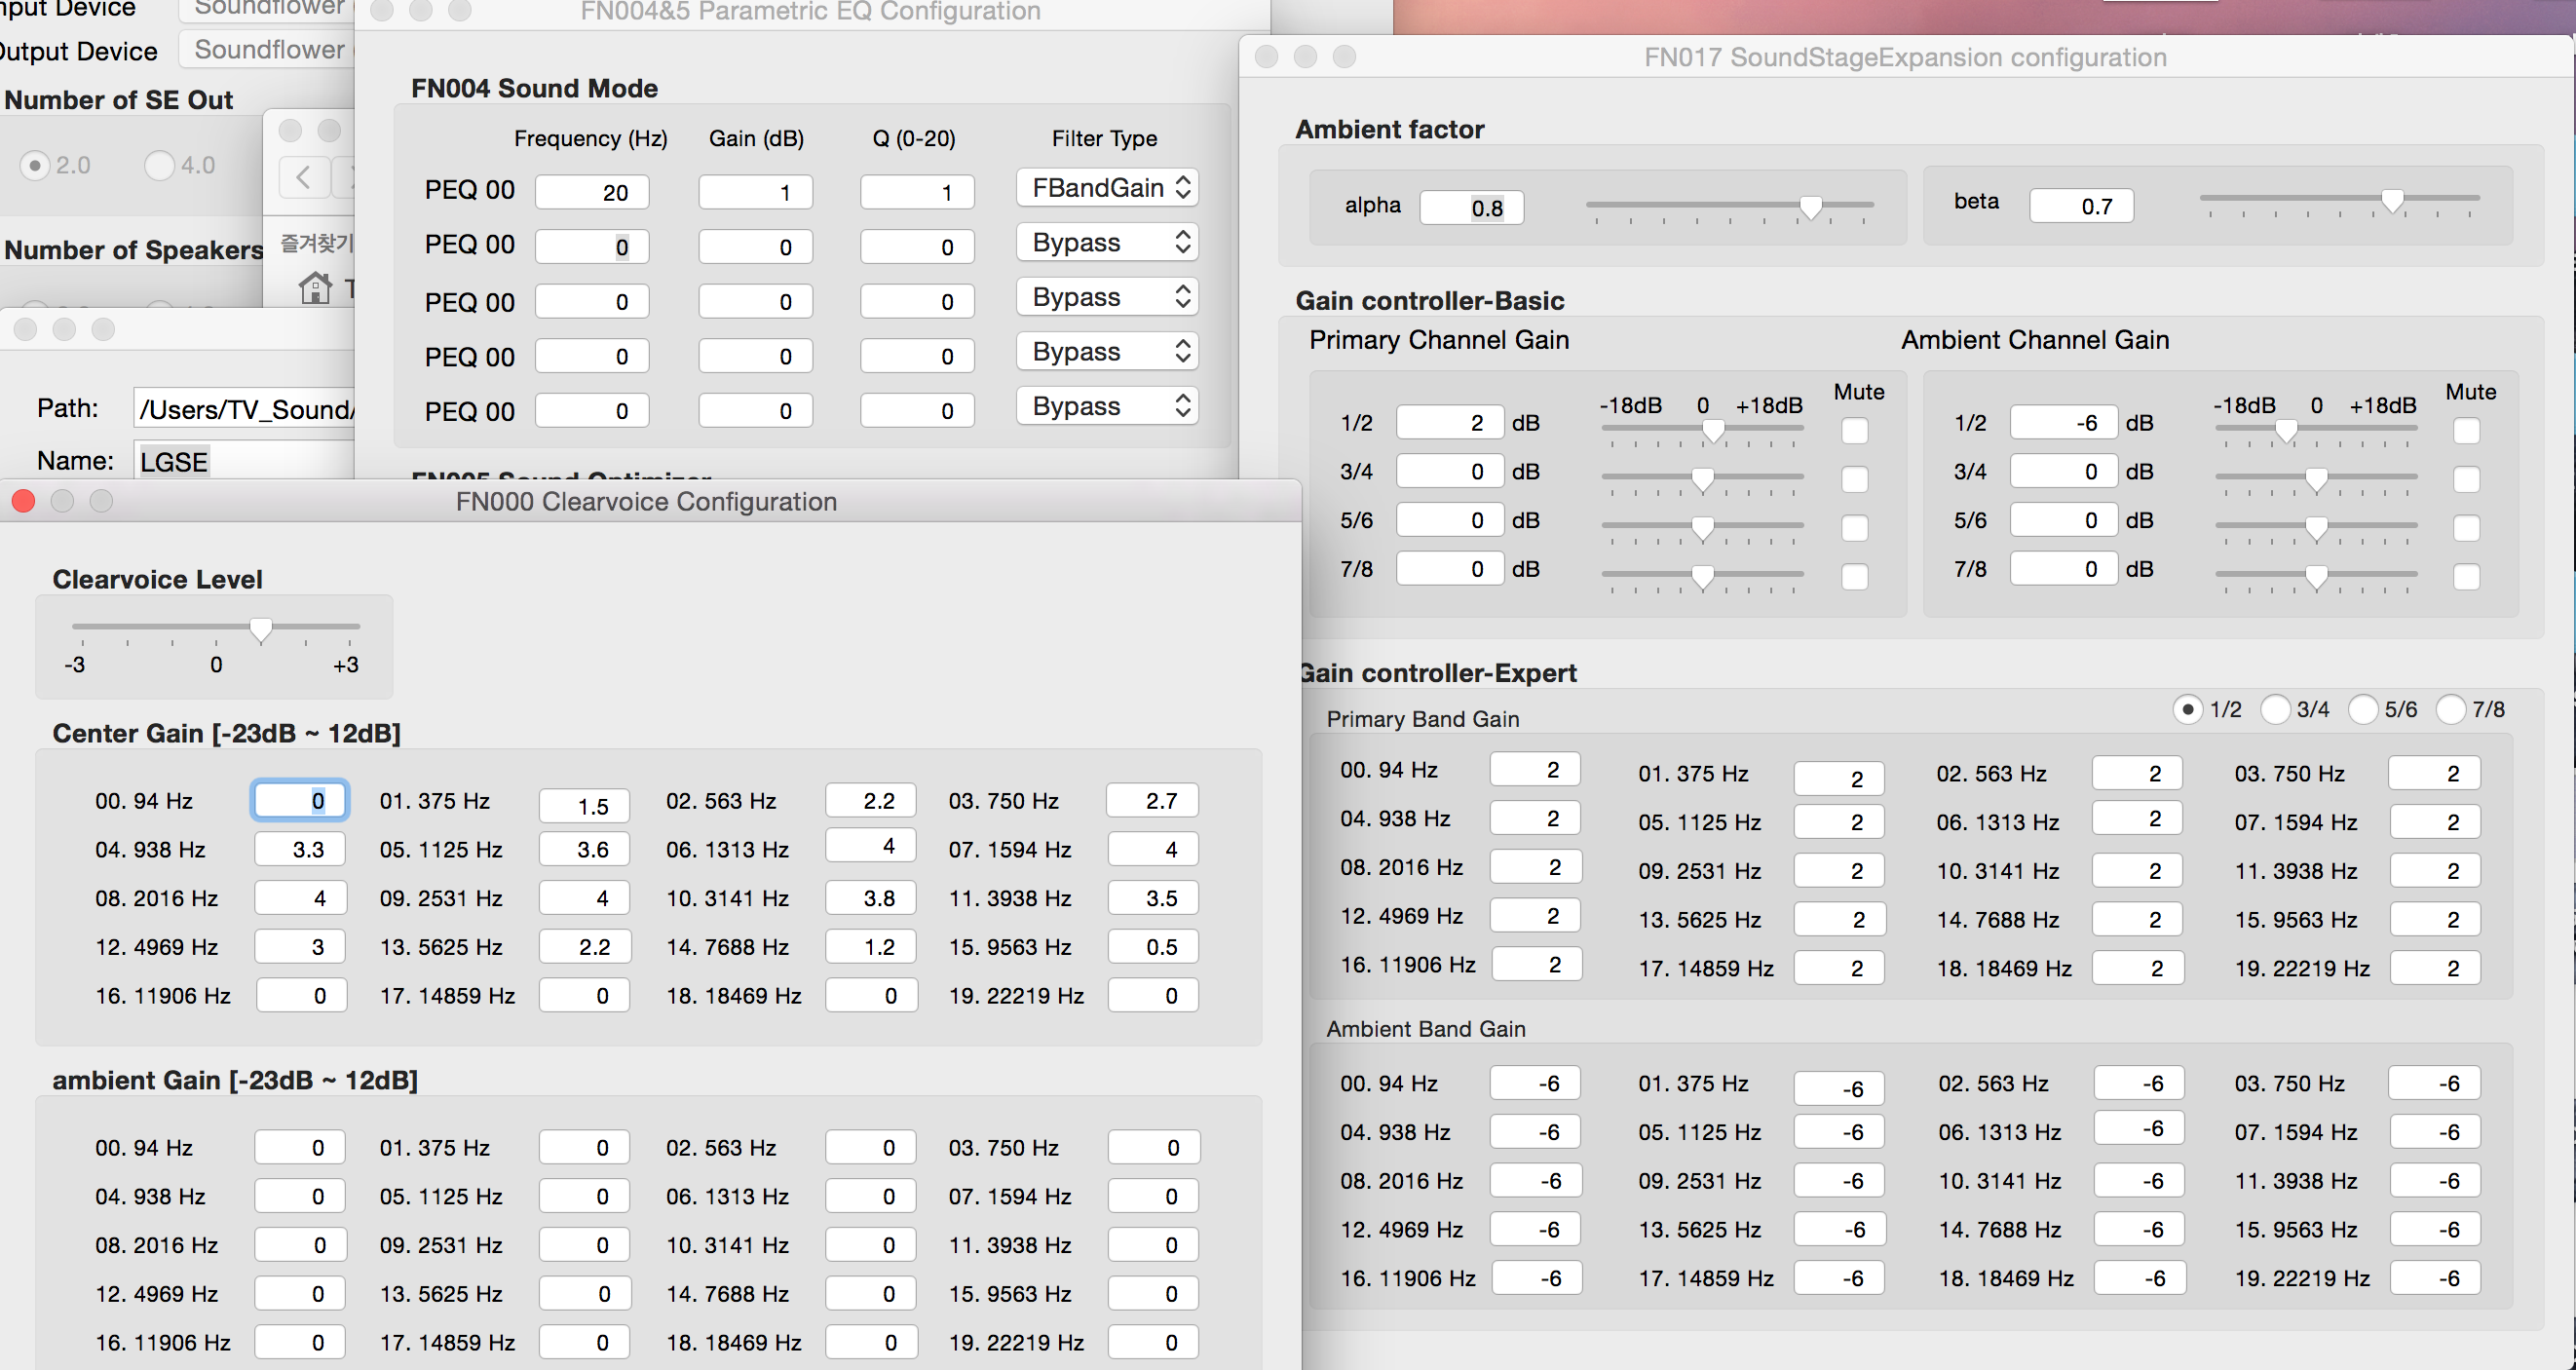 nput Device
Soundflower
Output Device
Soundflower
Number of SE Out
2.0
4.0
Number of Speakers
즐겨찾기
T
Path:
/Users/TV_Sound/
Name:
LGSE
FN004&5 Parametric EQ Configuration
FN004 Sound Mode
Frequency (Hz) Gain (dB) Q (0-20) Filter Type
PEQ 00 20 1 1 FBandGain
PEQ 00 0 0 0 Bypass
PEQ 00 0 0 0 Bypass
PEQ 00 0 0 0 Bypass
PEQ 00 0 0 0 Bypass
FN005 Sound Optimizer
FN017 SoundStageExpansion configuration
Ambient factor
alpha 0.8 beta 0.7
Gain controller-Basic
Primary Channel Gain
-18dB 0 +18dB Mute
1/2 2 dB
3/4 0 dB
5/6 0 dB
7/8 0 dB
Ambient Channel Gain
-18dB 0 +18dB Mute
1/2 -6 dB
3/4 0 dB
5/6 0 dB
7/8 0 dB
Gain controller-Expert
1/2 3/4 5/6 7/8
Primary Band Gain
00. 94 Hz 2 01. 375 Hz 2 02. 563 Hz 2 03. 750 Hz 2
04. 938 Hz 2 05. 1125 Hz 2 06. 1313 Hz 2 07. 1594 Hz 2
08. 2016 Hz 2 09. 2531 Hz 2 10. 3141 Hz 2 11. 3938 Hz 2
12. 4969 Hz 2 13. 5625 Hz 2 14. 7688 Hz 2 15. 9563 Hz 2
16. 11906 Hz 2 17. 14859 Hz 2 18. 18469 Hz 2 19. 22219 Hz 2
Ambient Band Gain
00. 94 Hz -6 01. 375 Hz -6 02. 563 Hz -6 03. 750 Hz -6
04. 938 Hz -6 05. 1125 Hz -6 06. 1313 Hz -6 07. 1594 Hz -6
08. 2016 Hz -6 09. 2531 Hz -6 10. 3141 Hz -6 11. 3938 Hz -6
12. 4969 Hz -6 13. 5625 Hz -6 14. 7688 Hz -6 15. 9563 Hz -6
16. 11906 Hz -6 17. 14859 Hz -6 18. 18469 Hz -6 19. 22219 Hz -6
FN000 Clearvoice Configuration
Clearvoice Level
-3 0 +3
Center Gain [-23dB ~ 12dB]
00. 94 Hz 0 01. 375 Hz 1.5 02. 563 Hz 2.2 03. 750 Hz 2.7
04. 938 Hz 3.3 05. 1125 Hz 3.6 06. 1313 Hz 4 07. 1594 Hz 4
08. 2016 Hz 4 09. 2531 Hz 4 10. 3141 Hz 3.8 11. 3938 Hz 3.5
12. 4969 Hz 3 13. 5625 Hz 2.2 14. 7688 Hz 1.2 15. 9563 Hz 0.5
16. 11906 Hz 0 17. 14859 Hz 0 18. 18469 Hz 0 19. 22219 Hz 0
ambient Gain [-23dB ~ 12dB]
00. 94 Hz 0 01. 375 Hz 0 02. 563 Hz 0 03. 750 Hz 0
04. 938 Hz 0 05. 1125 Hz 0 06. 1313 Hz 0 07. 1594 Hz 0
08. 2016 Hz 0 09. 2531 Hz 0 10. 3141 Hz 0 11. 3938 Hz 0
12. 4969 Hz 0 13. 5625 Hz 0 14. 7688 Hz 0 15. 9563 Hz 0
16. 11906 Hz 0 17. 14859 Hz 0 18. 18469 Hz 0 19. 22219 Hz 0